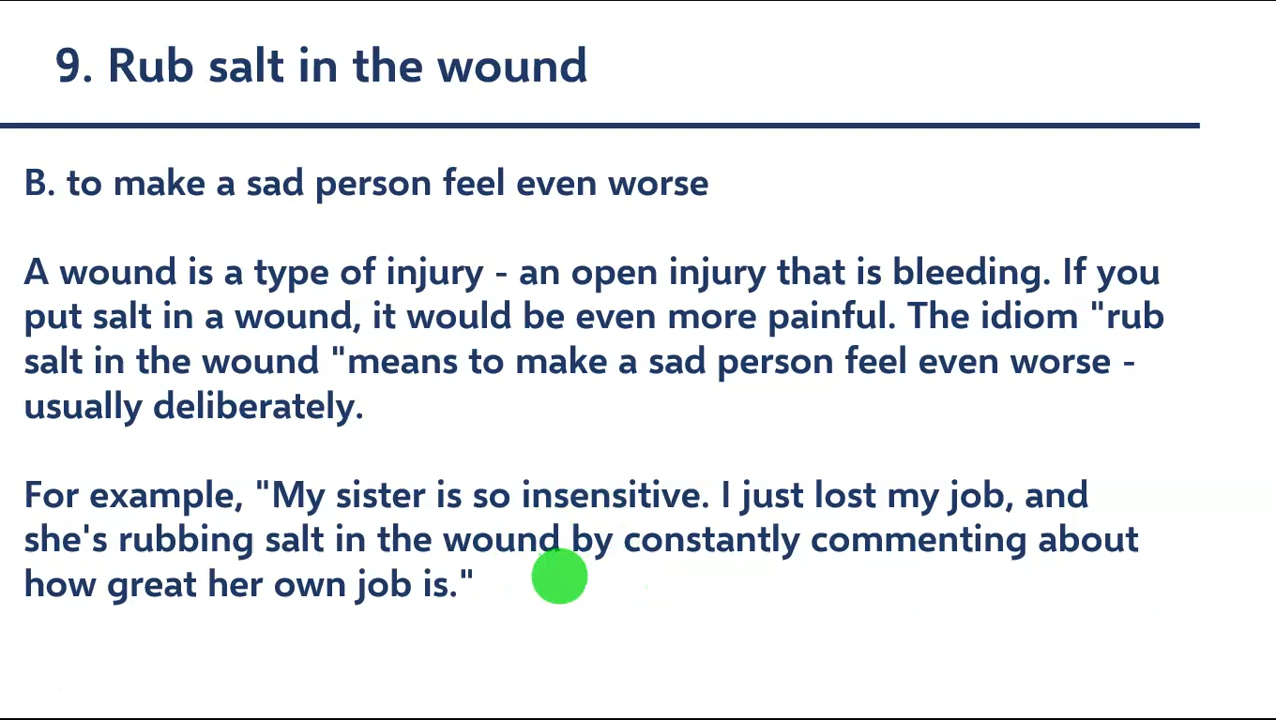 9. Rub salt in the wound
B. to make a sad person feel even worse
A wound is a type of injury - an open injury that is bleeding. If you
put salt in a wound, it would be even more painful. The idiom "rub
salt in the wound "means to make a sad person feel even worse -
usually deliberately.
For example, "My sister is so insensitive. I just lost my job, and
she's rubbing salt in the wound by constantly commenting about
how great her own job is."